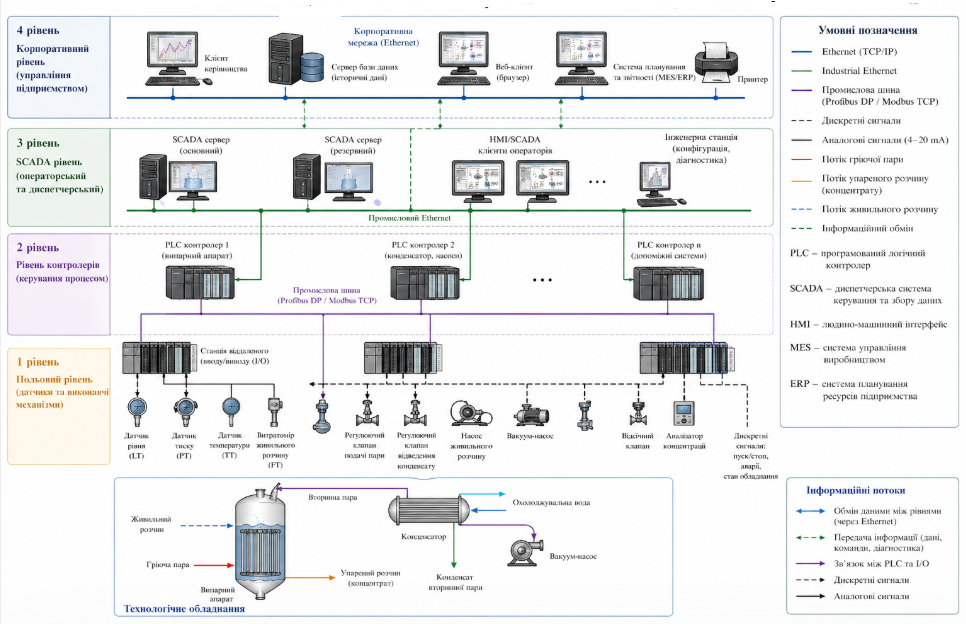 4 рівень
Корпоративний
рівень
(управління
підприємством)
Клієнт
керівництва
Сервер бази даних
(історичні дані)
Корпоративна
мережа (Ethernet)
Веб-клієнт
(браузер)
Система планування
та звітності (MES/ERP)
Принтер
3 рівень
SCADA рівень
(операторський
та диспетчерський)
SCADA сервер
(основний)
SCADA сервер
(резервний)
HMI/SCADA
клієнти операторів
Інженерна станція
(конфігурація,
діагностика)
Промисловий Ethernet
2 рівень
Рівень контролерів
(керування процесом)
PLC контролер 1
(випарний апарат)
PLC контролер 2
(конденсатор, насоси)
PLC контролер n
(допоміжні системи)
Промислова шина
(Profibus DP / Modbus TCP)
1 рівень
Польовий рівень
(датчики та виконавчі
механізми)
Станція віддаленого
(вводу/виводу (I/O)
Датчик
рівня
(LT)
Датчик
тиску
(PT)
Датчик
температури
(TT)
Витратомір
живильного
розчину
(FT)
Регулюючий
клапан
подачі пари
Регулюючий
клапан
відведення
конденсату
Насос
живильного
розчину
Вакуум-насос
Відсічний
клапан
Аналізатор
концентрації
Дискретні
сигнали:
пуск/стоп,
аварії,
стан обладнання
Живильний
розчин
Гріюча пара
Випарний
апарат
Вторинна пара
Упарений розчин
(концентрат)
Конденсатор
Охолоджувальна вода
Вакуум-насос
Конденсат
вторинної пари
Технологічне обладнання
Умовні позначення
Ethernet (TCP/IP)
Industrial Ethernet
Промислова шина
(Profibus DP / Modbus TCP)
Дискретні сигнали
Аналогові сигнали (4–20 mA)
Потік гріючої пари
Потік упареного розчину
(концентрату)
Потік живильного розчину
Інформаційний обмін
PLC – програмований логічний
контролер
SCADA – диспетчерська система
керування та збору даних
HMI – людино-машинний інтерфейс
MES – система управління
виробництвом
ERP – система планування
ресурсів підприємства
Інформаційні потоки
Обмін даними між рівнями
(через Ethernet)
Передача інформації (дані,
команди, діагностика)
Зв'язок між PLC та I/O
Дискретні сигнали
Аналогові сигнали